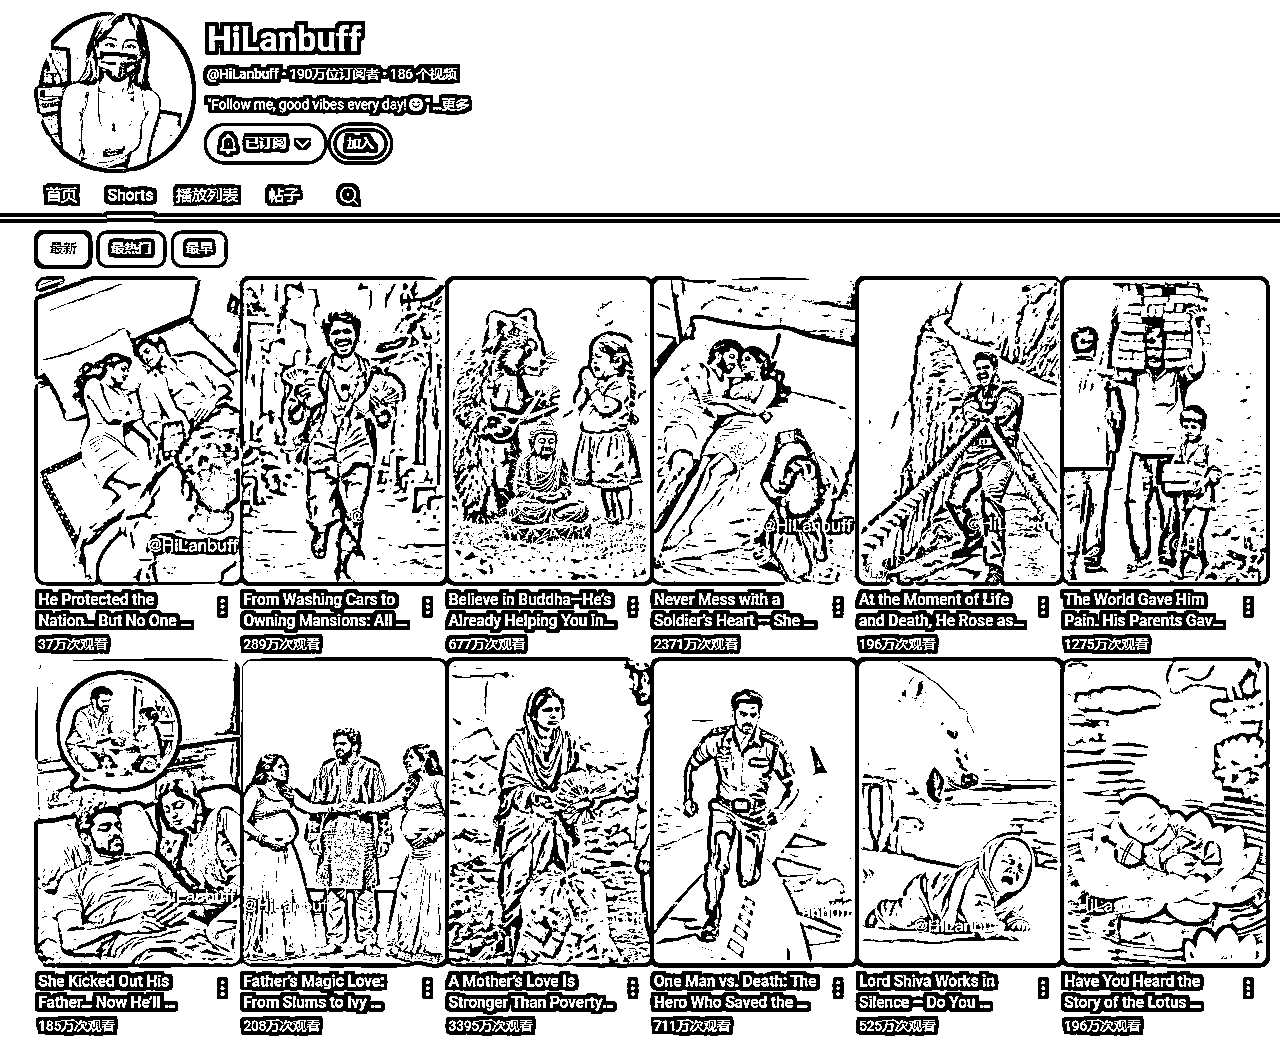 HiLanbuff
@HiLanbuff · 190万位订阅者 · 186 个视频
"Follow me, good vibes every day!😊" ...更多
已订阅 加入
首页 Shorts 播放列表 帖子
最新 最热门 最早
@HiLanbuff
@HiLanbuff
He Protected the
Nation... But No One ...
37万次观看
From Washing Cars to
Owning Mansions: All ...
289万次观看
Believe in Buddha—He's
Already Helping You in...
677万次观看
Never Mess with a
Soldier's Heart — She ...
2371万次观看
At the Moment of Life
and Death, He Rose as...
196万次观看
The World Gave Him
Pain. His Parents Gav...
1275万次观看
@HiLanbuff
@HiLanbuff
@HiLanbu
HiLa
She Kicked Out His
Father... Now He'll ...
185万次观看
Father's Magic Love:
From Slums to Ivy ...
208万次观看
A Mother's Love Is
Stronger Than Poverty...
3395万次观看
One Man vs. Death: The
Hero Who Saved the ...
711万次观看
Lord Shiva Works in
Silence — Do You ...
525万次观看
Have You Heard the
Story of the Lotus ...
196万次观看